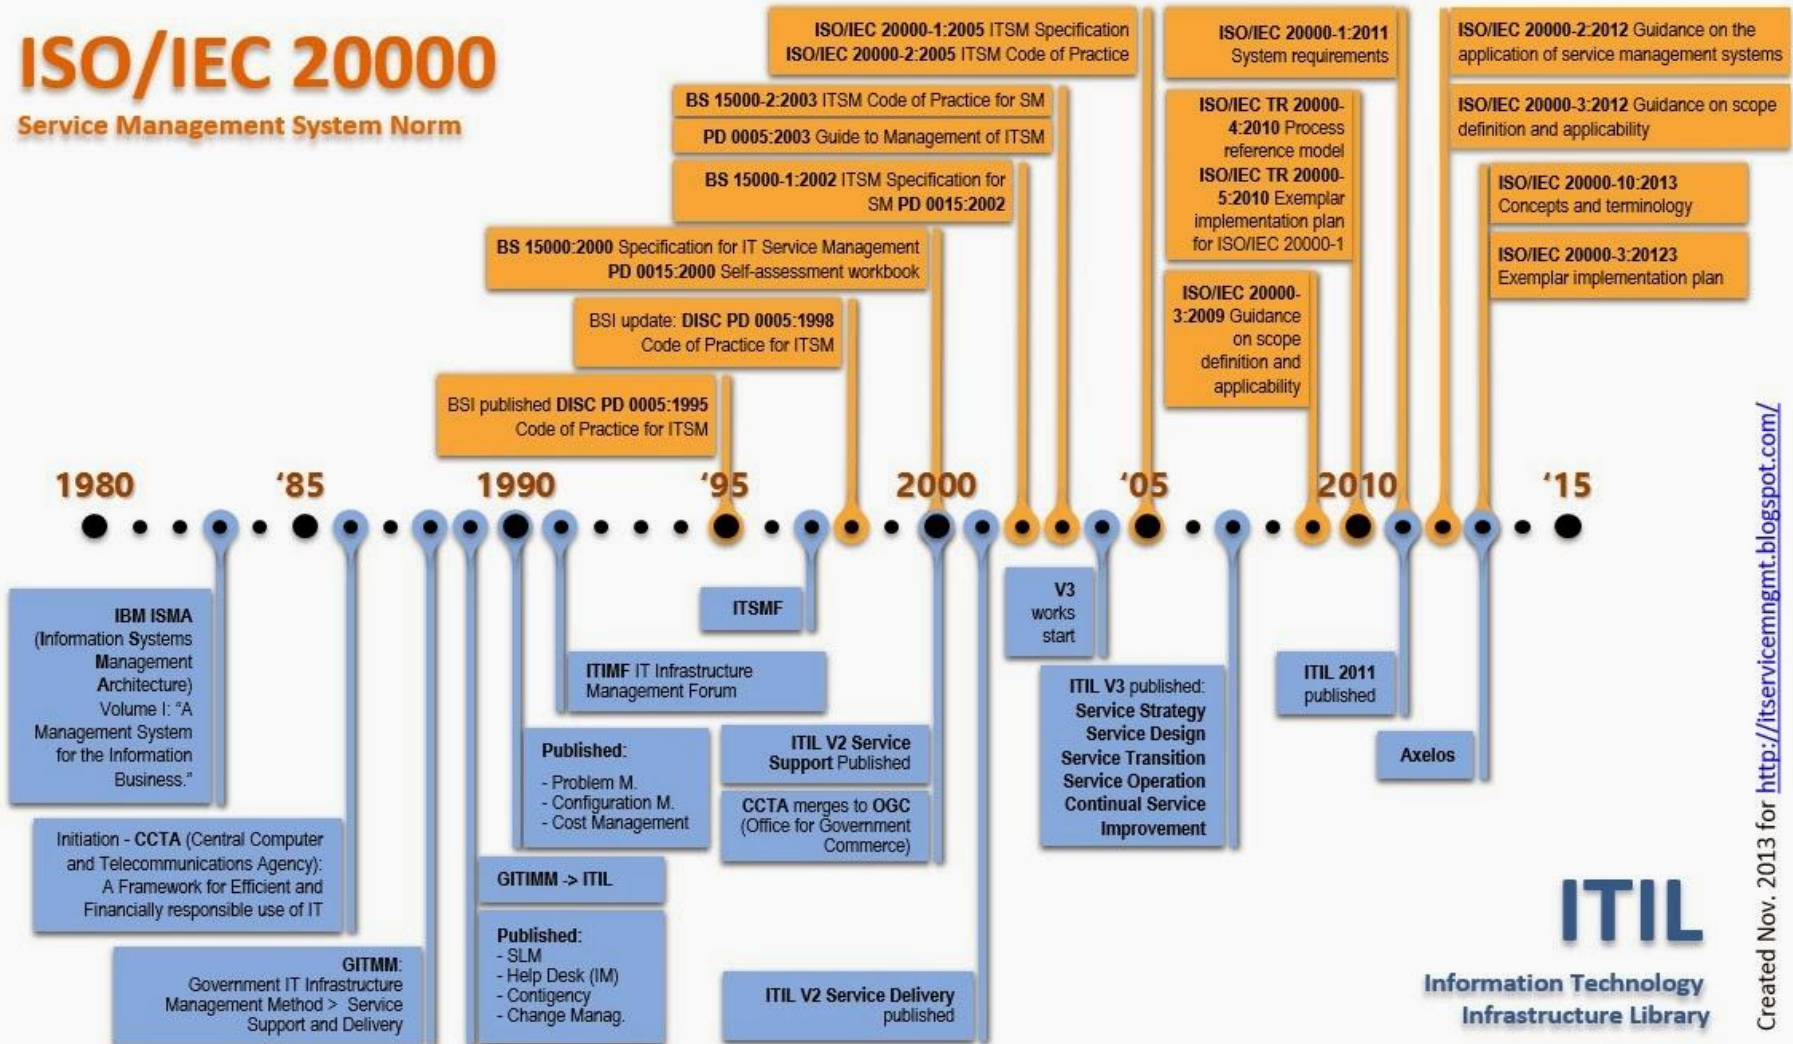 ISO/IEC 20000
Service Management System Norm
ISO/IEC 20000-1:2005 ITSM Specification
ISO/IEC 20000-2:2005 ITSM Code of Practice
BS 15000-2:2003 ITSM Code of Practice for SM
PD 0005:2003 Guide to Management of ITSM
BS 15000-1:2002 ITSM Specification for
SM PD 0015:2002
BS 15000:2000 Specification for IT Service Management
PD 0015:2000 Self-assessment workbook
BSI update: DISC PD 0005:1998
Code of Practice for ITSM
BSI published DISC PD 0005:1995
Code of Practice for ITSM
ISO/IEC 20000-1:2011
System requirements
ISO/IEC TR 20000-
4:2010 Process
reference model
ISO/IEC TR 20000-
5:2010 Exemplar
implementation plan
for ISO/IEC 20000-1
ISO/IEC 20000-
3:2009 Guidance
on scope
definition and
applicability
ISO/IEC 20000-2:2012 Guidance on the
application of service management systems
ISO/IEC 20000-3:2012 Guidance on scope
definition and applicability
ISO/IEC 20000-10:2013
Concepts and terminology
ISO/IEC 20000-3:20123
Exemplar implementation plan
1980 '85 1990 '95 2000 '05 2010 '15
IBM ISMA
(Information Systems
Management
Architecture)
Volume I: "A
Management System
for the Information
Business."
Initiation - CCTA (Central Computer
and Telecommunications Agency):
A Framework for Efficient and
Financially responsible use of IT
GITMM:
Government IT Infrastructure
Management Method > Service
Support and Delivery
GITIMM -> ITIL
Published:
- SLM
- Help Desk (IM)
- Contigency
- Change Manag.
Published:
- Problem M.
- Configuration M.
- Cost Management
ITIMF IT Infrastructure
Management Forum
ITSMF
ITIL V2 Service
Support Published
CCTA merges to OGC
(Office for Government
Commerce)
ITIL V2 Service Delivery
published
V3
works
start
ITIL V3 published:
Service Strategy
Service Design
Service Transition
Service Operation
Continual Service
Improvement
ITIL 2011
published
Axelos
ITIL
Information Technology
Infrastructure Library
Created Nov. 2013 for http://itservicemngmt.blogspot.com/